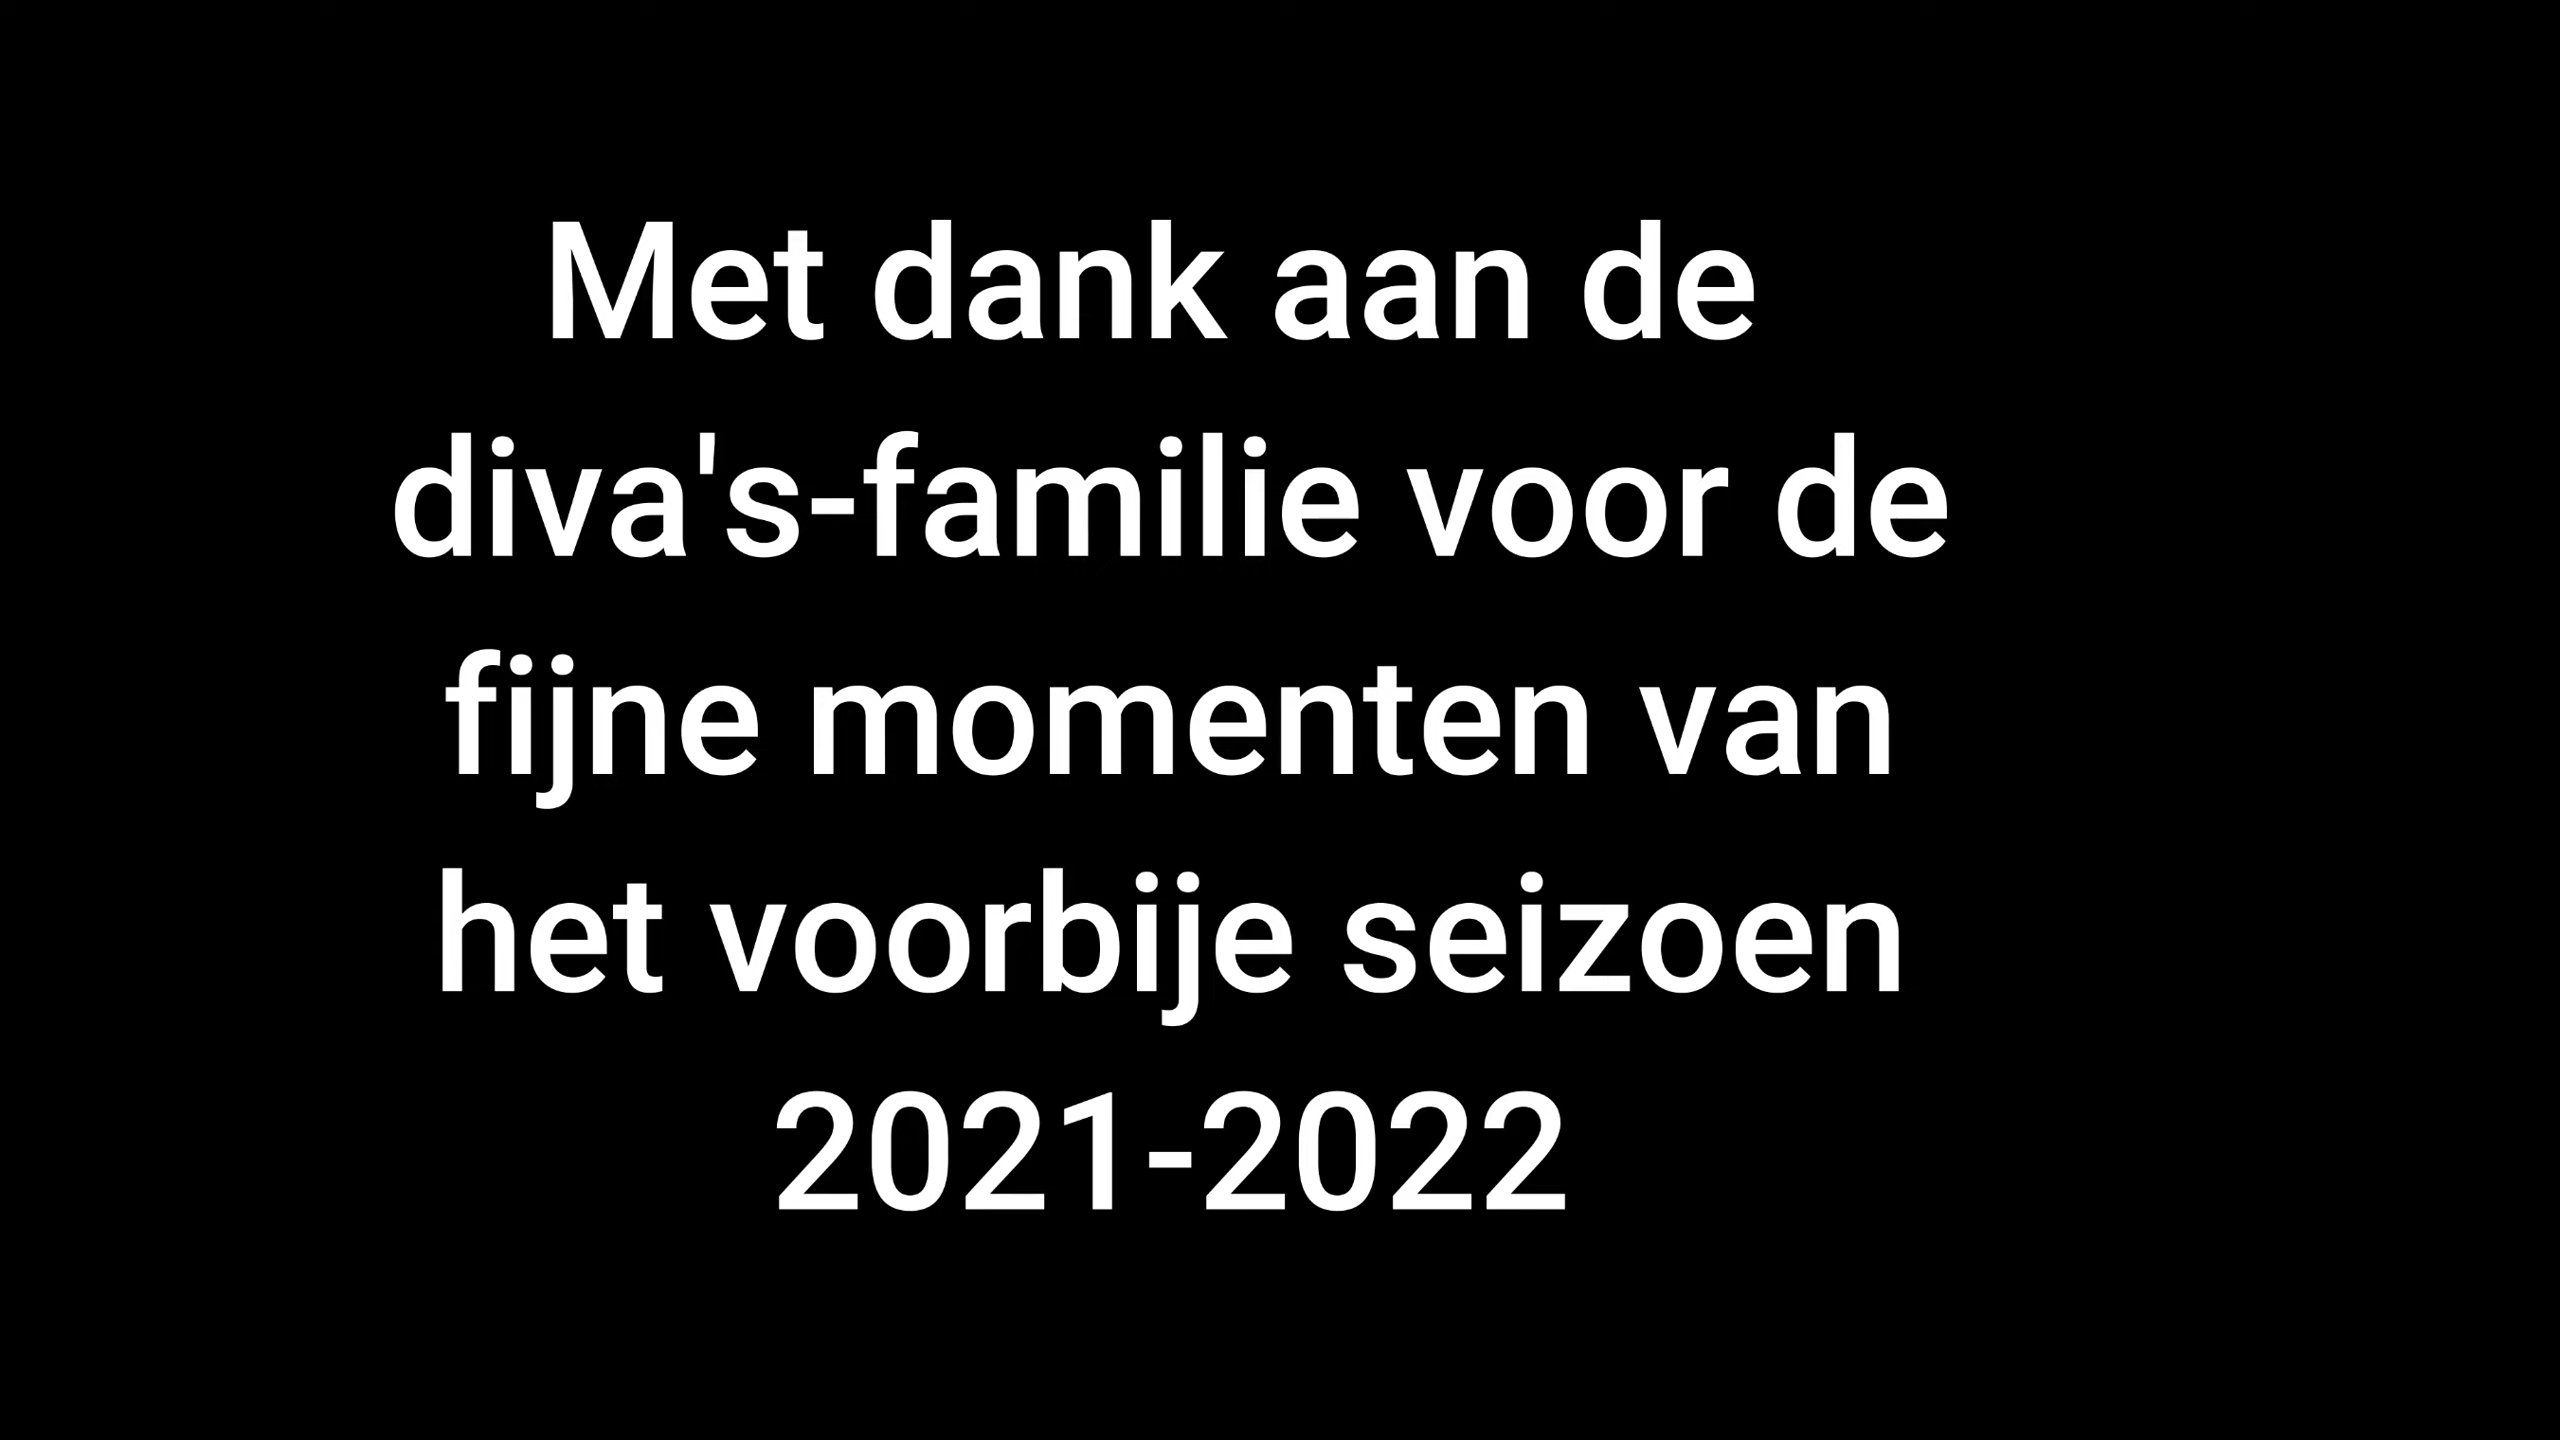 Met dank aan de
diva's-familie voor de
fijne momenten van
het voorbije seizoen
2021-2022